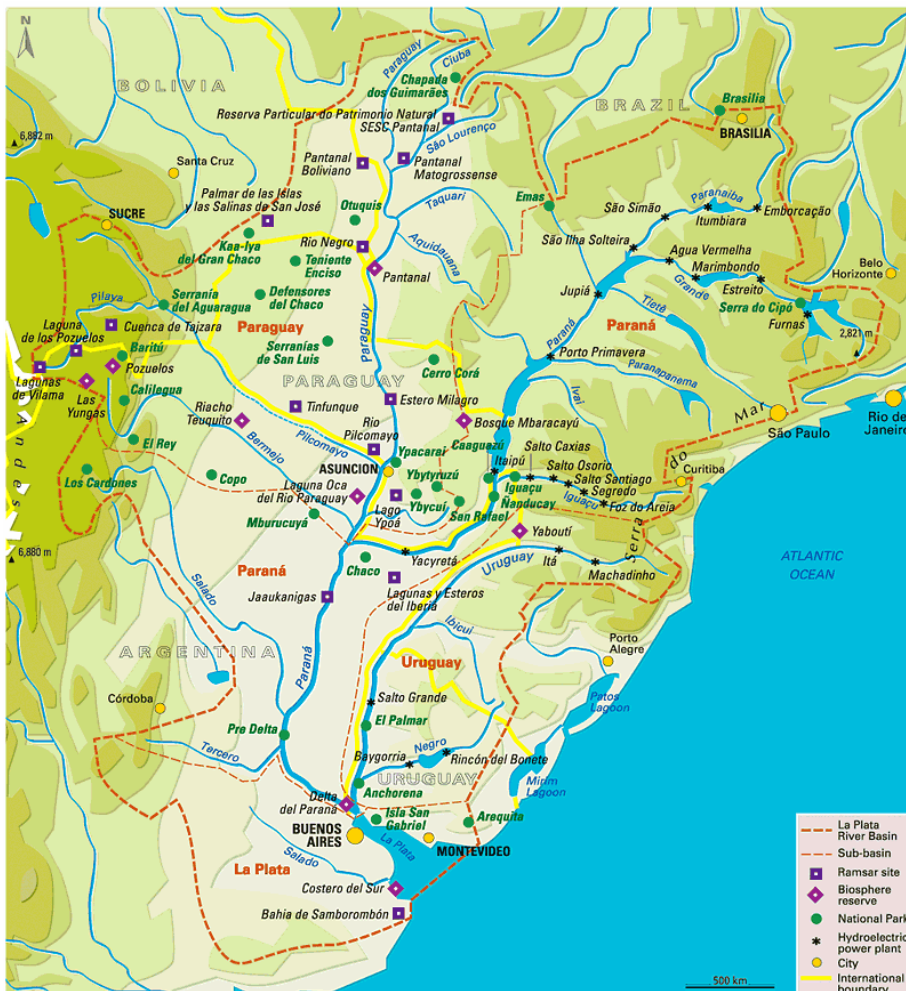 N
BOLIVIA
Paraguay
Ciuba
Chapada
dos Guimarães
BRAZIL
Brasilia
BRASILIA
Reserva Particular do Patrimonio Natural
SESC Pantanal
São Lourenço
6,882 m
Santa Cruz
Pantanal
Boliviano
Pantanal
Matogrossense
Palmar de las Islas
y las Salinas de San José
Otuquis
Taquari
Emas
Paranaiba
São Simão
Itumbiara
Emborcação
SUCRE
Kaa-Iya
del Gran Chaco
Rio Negro
Teniente
Enciso
Aquidauana
Pantanal
São Ilha Solteira
Agua Vermelha
Marimbondo
Estreito
Grande
Belo
Horizonte
Pilaya
Serranía
del Aguaragua
Defensores
del Chaco
Jupiá
Tietê
Serra do Cipó
Furnas
2,821 m
Laguna
de los Pozuelos
Cuenca de Tajzara
Paraguay
Paraguay
Paraná
Paraná
Baritú
Serranías
de San Luis
Porto Primavera
Paranapanema
Lagunas
de Vilama
Pozuelos
Calilegua
Las
Yungas
PARAGUAY
Cerro Corá
Ivai
Riacho
Teuquito
Tinfunque
Estero Milagro
Bosque Mbaracayú
Mar
São Paulo
Rio de
Janeiro
Andes
El Rey
Bermejo
Pilcomayo
Rio
Pilcomayo
Caaguazú
Salto Caxias
Ypacarai
Itaipú
Salto Osorio
do
Curitiba
Los Cardones
Copo
ASUNCION
Laguna Oca
del Rio Paraguay
Ybytyruzú
Iguaçu
Salto Santiago
Segredo
Ñanducay
Iguaçu
Foz do Areia
Mburucuyá
Lago
Ypoá
Ybycuí
San Rafael
Serra
6,880 m
Yaboutí
Yacyretá
Chaco
Uruguay
Itá
Machadinho
ATLANTIC
OCEAN
Paraná
Salado
Jaaukanigas
Lagunas y Esteros
del Iberia
Ibicui
ARGENTINA
Paraná
Uruguay
Porto
Alegre
Córdoba
Salto Grande
Patos
Lagoon
Pre Delta
El Palmar
Tercero
Negro
Baygorria
Rincón del Bonete
URUGUAY
Mirim
Lagoon
Delta
del Paraná
Anchorena
Isla San
Gabriel
Arequita
BUENOS
AIRES
La Plata
MONTEVIDEO
Salado
La Plata
Costero del Sur
Bahia de Samborombón
La Plata
River Basin
Sub-basin
Ramsar site
Biosphere
reserve
National Park
Hydroelectric
power plant
City
International
boundary
500 km